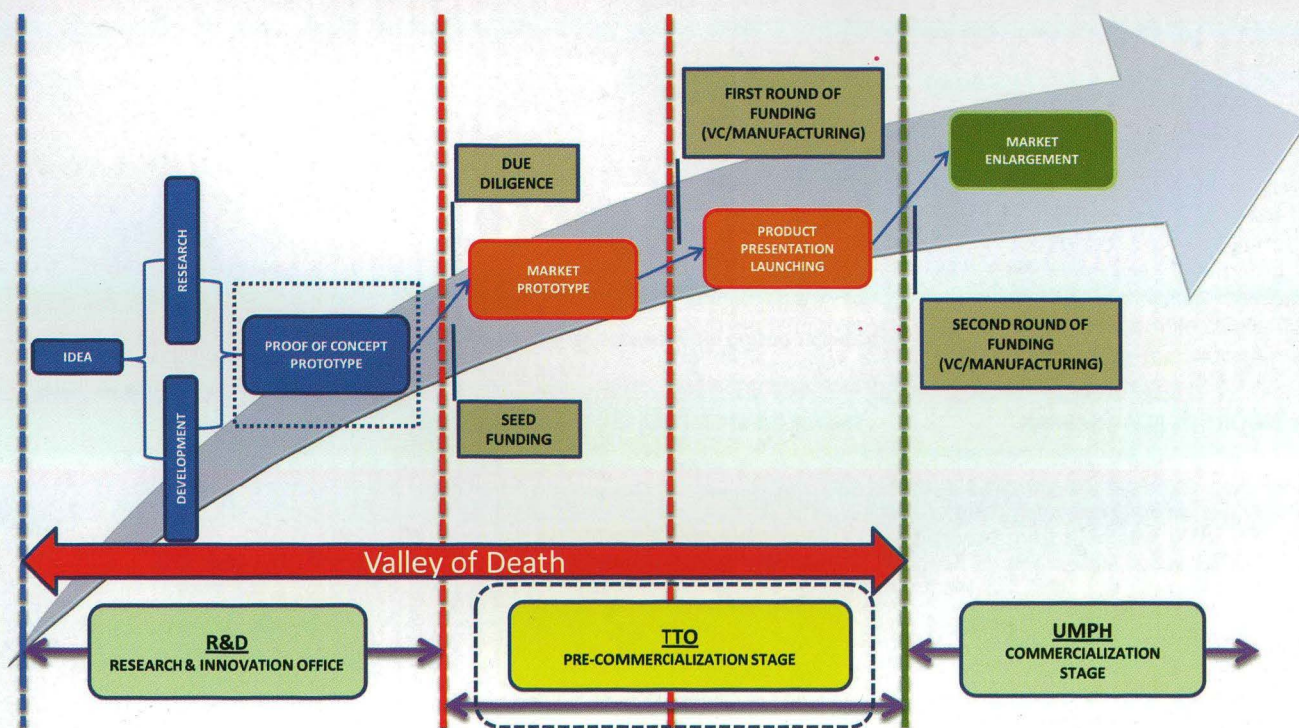 FIRST ROUND OF
FUNDING
(VC/MANUFACTURING)
MARKET
ENLARGEMENT
DUE
DILIGENCE
RESEARCH
PRODUCT
PRESENTATION
LAUNCHING
MARKET
PROTOTYPE
IDEA
PROOF OF CONCEPT
PROTOTYPE
SECOND ROUND OF
FUNDING
(VC/MANUFACTURING)
DEVELOPMENT
SEED
FUNDING
Valley of Death
R&D
RESEARCH & INNOVATION OFFICE
TTO
PRE-COMMERCIALIZATION STAGE
UMPH
COMMERCIALIZATION
STAGE